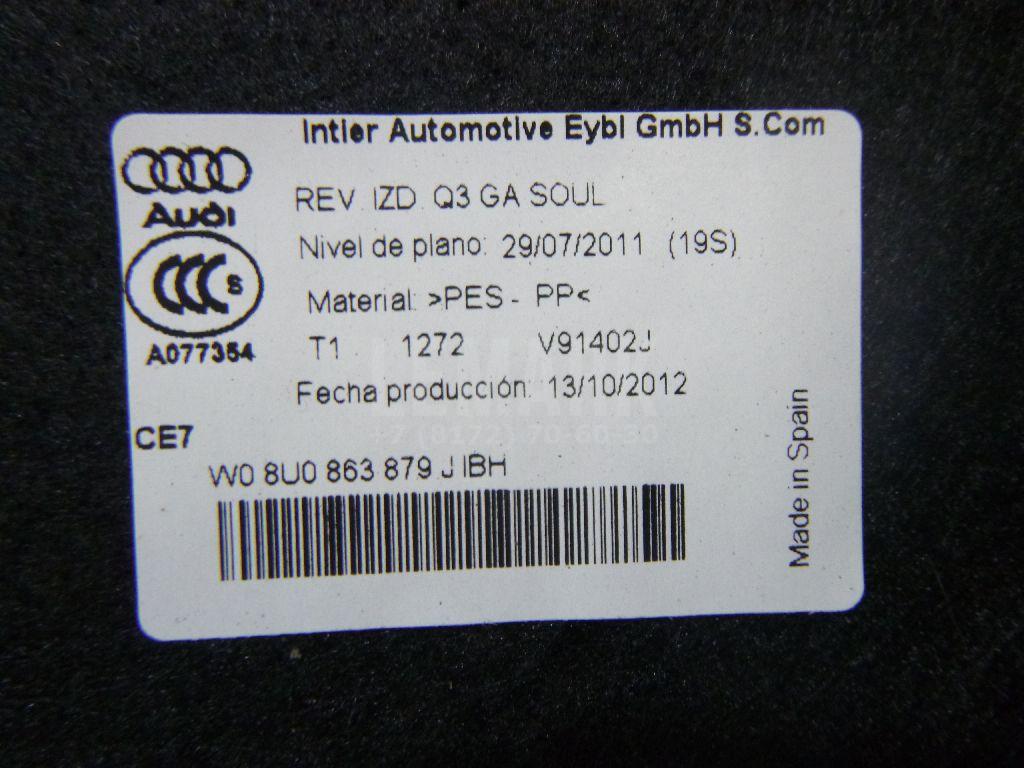 Intier Automotive Eybl GmbH S.Com
Audi
REV. IZD. Q3 GA SOUL
Nivel de plano: 29/07/2011 (19S)
CCC S
Material: >PES - PP<
A077354
T1 1272 V91402J
Fecha producción: 13/10/2012
CE7
W0 8U0 863 879 J IBH
Made in Spain